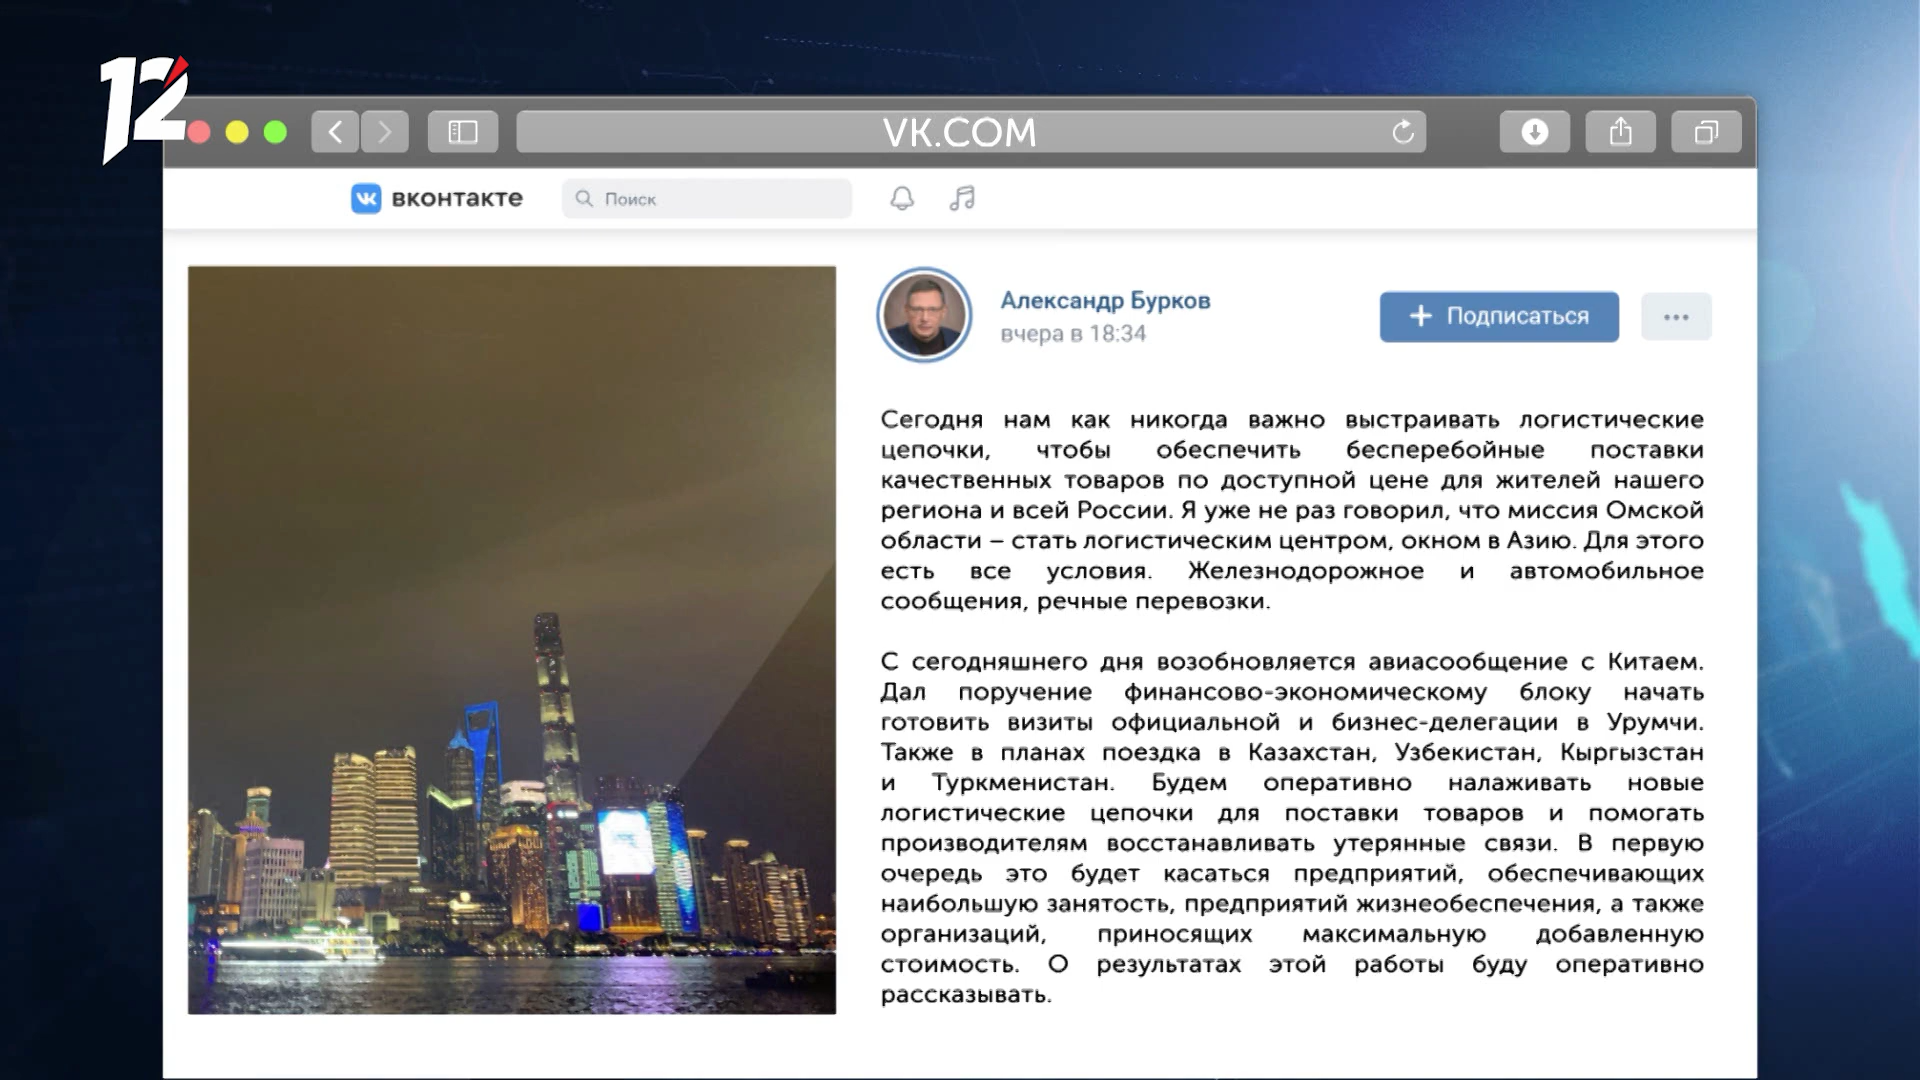 12
VK.COM
вконтакте
Поиск
Александр Бурков
вчера в 18:34
Подписаться
Сегодня нам как никогда важно выстраивать логистические
цепочки, чтобы обеспечить бесперебойные поставки
качественных товаров по доступной цене для жителей нашего
региона и всей России. Я уже не раз говорил, что миссия Омской
области – стать логистическим центром, окном в Азию. Для этого
есть все условия. Железнодорожное и автомобильное
сообщения, речные перевозки.
С сегодняшнего дня возобновляется авиасообщение с Китаем.
Дал поручение финансово-экономическому блоку начать
готовить визиты официальной и бизнес-делегации в Урумчи.
Также в планах поездка в Казахстан, Узбекистан, Кыргызстан
и Туркменистан. Будем оперативно налаживать новые
логистические цепочки для поставки товаров и помогать
производителям восстанавливать утерянные связи. В первую
очередь это будет касаться предприятий, обеспечивающих
наибольшую занятость, предприятий жизнеобеспечения, а также
организаций, приносящих максимальную добавленную
стоимость. О результатах этой работы буду оперативно
рассказывать.